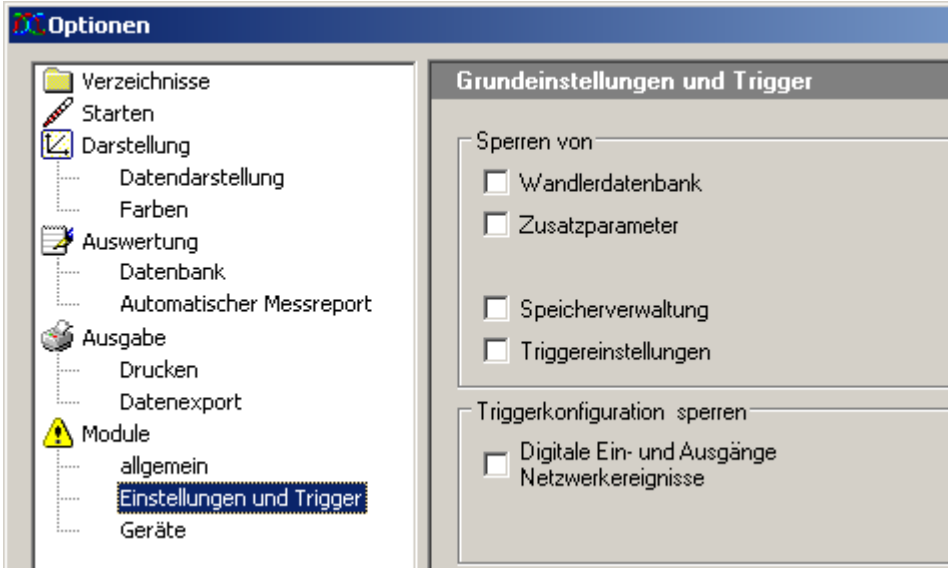 Optionen
Verzeichnisse
Starten
Darstellung
Datendarstellung
Farben
Auswertung
Datenbank
Automatischer Messreport
Ausgabe
Drucken
Datenexport
Module
allgemein
Einstellungen und Trigger
Geräte
Grundeinstellungen und Trigger
Sperren von
Wandlerdatenbank
Zusatzparameter
Speicherverwaltung
Triggereinstellungen
Triggerkonfiguration sperren
Digitale Ein- und Ausgänge
Netzwerkereignisse